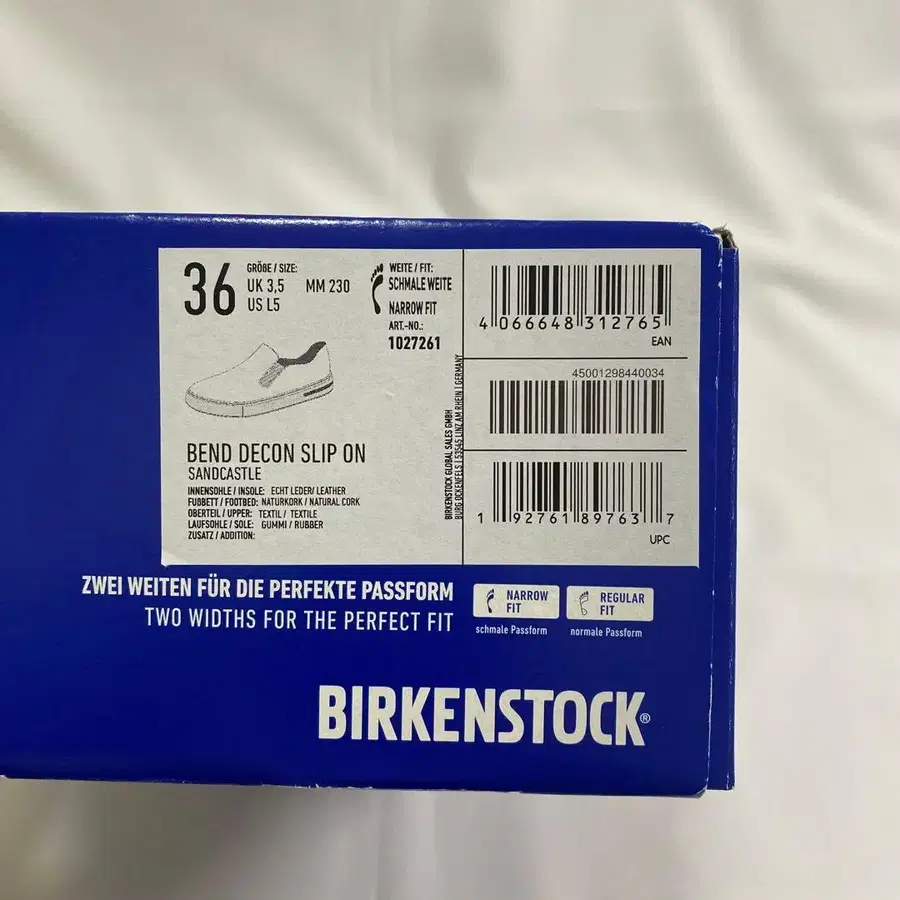 36
GRÖßE / SIZE:
UK 3,5 MM 230
US L5
WEITE / FIT:
SCHMALE WEITE
NARROW FIT
ART.-NO.:
1027261
BEND DECON SLIP ON
SANDCASTLE
INNENSOHLE / INSOLE: ECHT LEDER/ LEATHER
FUßBETT / FOOTBED: NATURKORK / NATURAL CORK
OBERTEIL / UPPER: TEXTIL / TEXTILE
LAUFSOHLE / SOLE: GUMMI / RUBBER
ZUSATZ / ADDITION:
BIRKENSTOCK GLOBAL SALES GMBH
BURG OCKENFELS | 53545 LINZ AM RHEIN | GERMANY
4 066648 312765
EAN
45001298440034
1 92761 89763 7
UPC
ZWEI WEITEN FÜR DIE PERFEKTE PASSFORM
TWO WIDTHS FOR THE PERFECT FIT
NARROW
FIT
schmale Passform
REGULAR
FIT
normale Passform
BIRKENSTOCK®